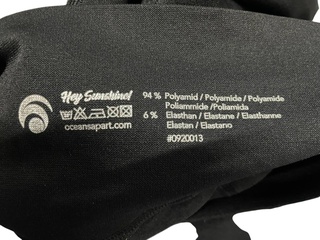 Hey Sunshine!
oceansapart.com
94 % Polyamid / Polyamide / Polyamide
Poliammide / Poliamida
6 % Elasthan / Elastane / Elasthanne
Elastan / Elastano
#0920013